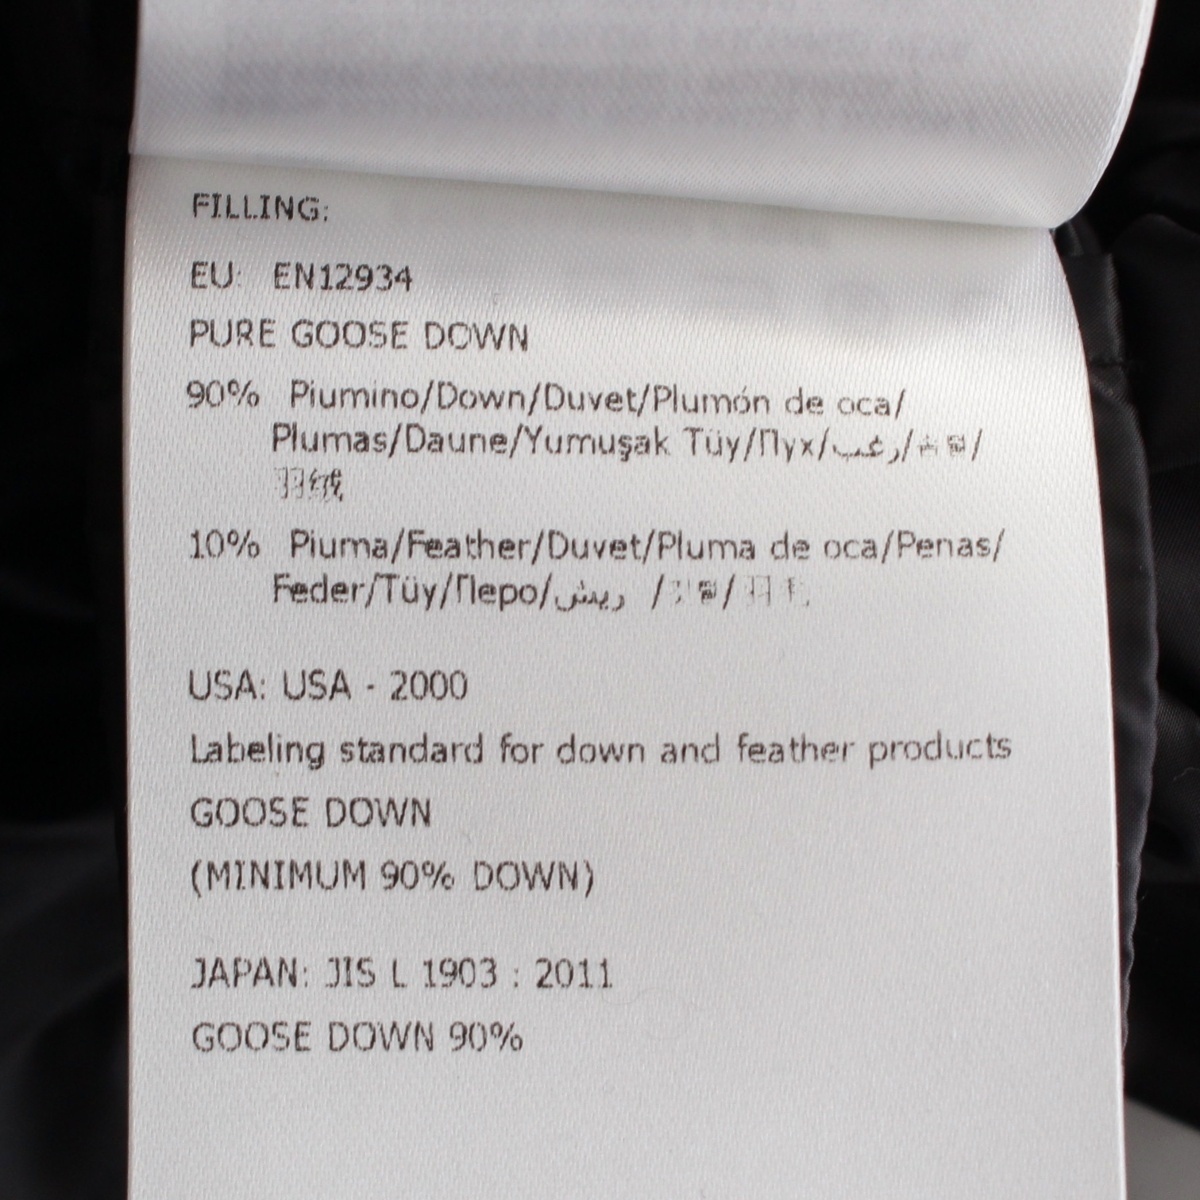 FILLING:
EU: EN12934
PURE GOOSE DOWN
90% Piumino/Down/Duvet/Plumón de oca/
Plumas/Daune/Yumuşak Tüy/Пух/زغب/
羽绒
10% Piuma/Feather/Duvet/Pluma de oca/Penas/
Feder/Tüy/Перо/ريش /
USA: USA - 2000
Labeling standard for down and feather products
GOOSE DOWN
(MINIMUM 90% DOWN)
JAPAN: JIS L 1903 : 2011
GOOSE DOWN 90%